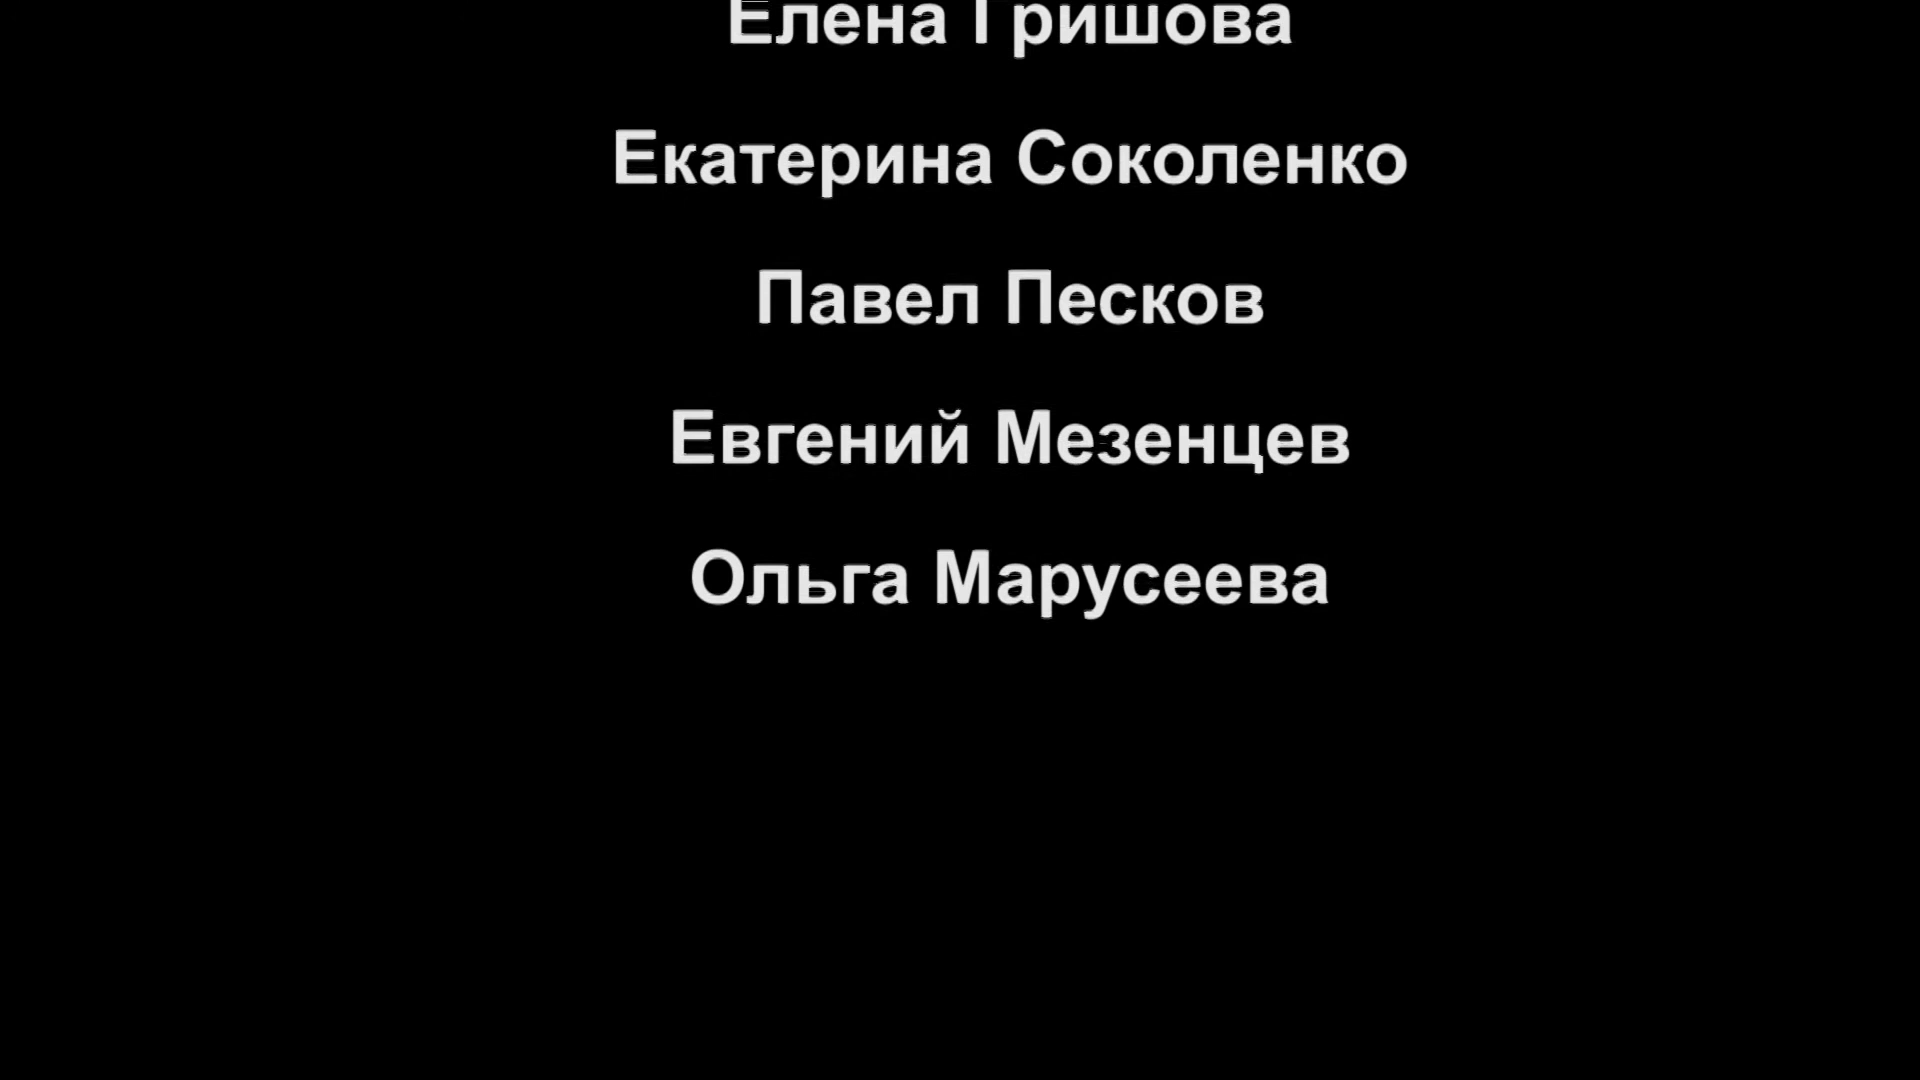 Елена Гришова
Екатерина Соколенко
Павел Песков
Евгений Мезенцев
Ольга Марусеева